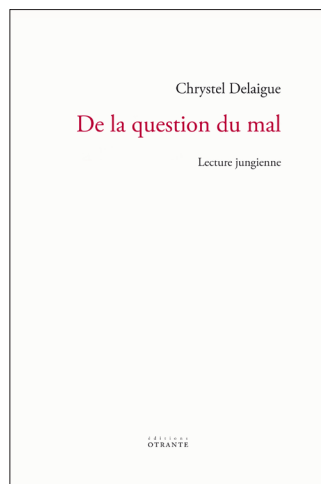 Chrystel Delaigue
De la question du mal
Lecture jungienne
éditions
OTRANTE